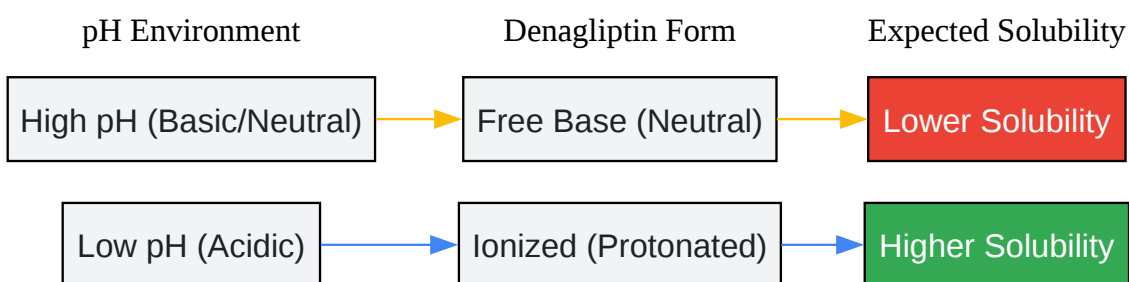 pH Environment
Denagliptin Form
Expected Solubility
High pH (Basic/Neutral)
Free Base (Neutral)
Lower Solubility
Low pH (Acidic)
Ionized (Protonated)
Higher Solubility